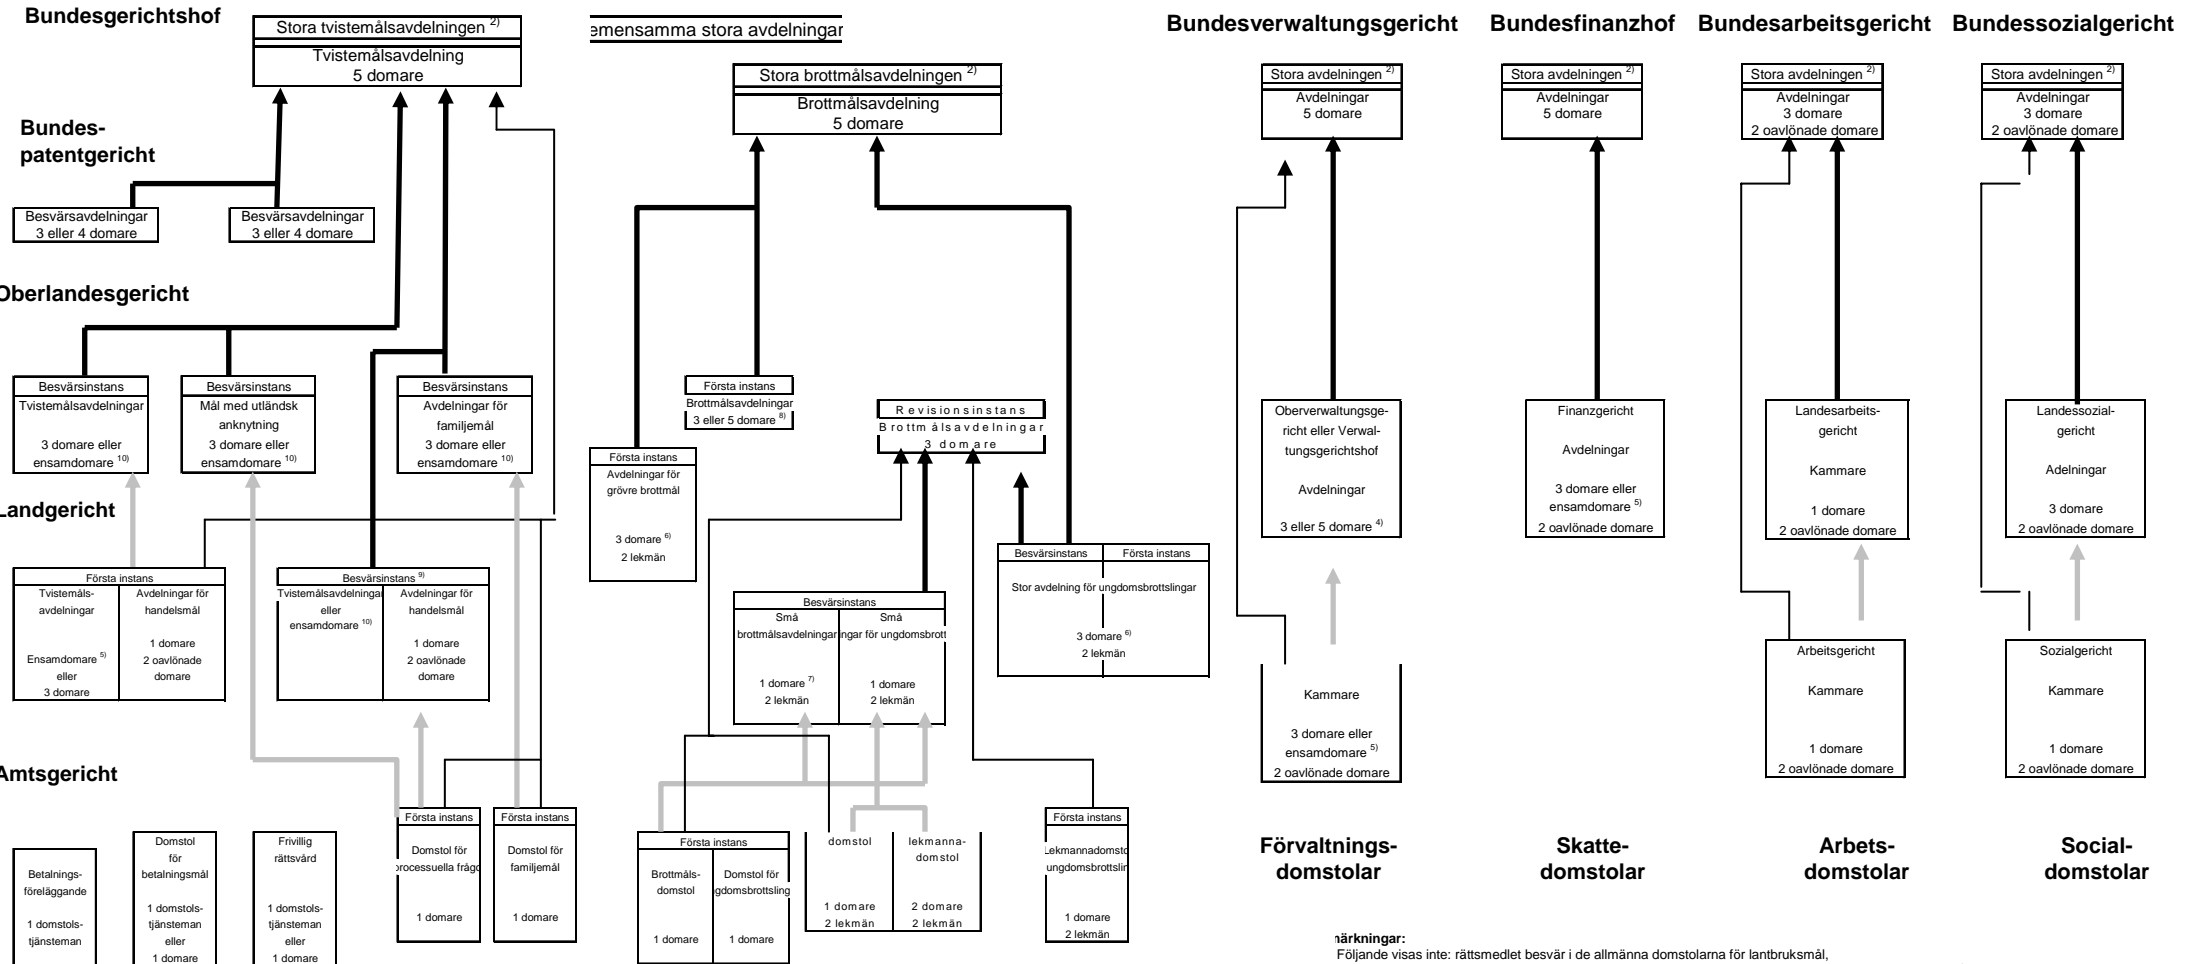 Bundesgerichtshof
Stora tvistemålsavdelningen 2)
Tvistemålsavdelning
5 domare
emensamma stora avdelningar
Stora brottmålsavdelningen 2)
Brottmålsavdelning
5 domare
Bundesverwaltungsgericht
Stora avdelningen 2)
Avdelningar
5 domare
Bundesfinanzhof
Stora avdelningen 2)
Avdelningar
5 domare
Bundesarbeitsgericht
Stora avdelningen 2)
Avdelningar
3 domare
2 oavlönade domare
Bundessozialgericht
Stora avdelningen 2)
Avdelningar
3 domare
2 oavlönade domare
Bundes-
patentgericht
Besvärsavdelningar
3 eller 4 domare
Besvärsavdelningar
3 eller 4 domare
Oberlandesgericht
Besvärsinstans
Tvistemålsavdelningar
3 domare eller
ensamdomare 10)
Besvärsinstans
Mål med utländsk
anknytning
3 domare eller
ensamdomare 10)
Besvärsinstans
Avdelningar för
familjemål
3 domare eller
ensamdomare 10)
Första instans
Brottmålsavdelningar
3 eller 5 domare 8)
Revisionsinstans
Brottmålsavdelningar
3 domare
Första instans
Avdelningar för
grövre brottmål
3 domare 6)
2 lekmän
Oberverwaltungsge-
richt eller Verwal-
tungsgerichtshof
Avdelningar
3 eller 5 domare 4)
Finanzgericht
Avdelningar
3 domare eller
ensamdomare 5)
2 oavlönade domare
Landesarbeits-
gericht
Kammare
1 domare
2 oavlönade domare
Landessozial-
gericht
Adelningar
3 domare
2 oavlönade domare
Landgericht
Första instans
Tvistemåls-
avdelningar
Ensamdomare 5)
eller
3 domare
Avdelningar för
handelsmål
1 domare
2 oavlönade
domare
Besvärsinstans 9)
Tvistemålsavdelningar
eller
ensamdomare 10)
Avdelningar för
handelsmål
1 domare
2 oavlönade
domare
Besvärsinstans
Små
brottmålsavdelningar
1 domare 7)
2 lekmän
Små
ingar för ungdomsbrott
1 domare
2 lekmän
Besvärsinstans
Första instans
Stor avdelning för ungdomsbrottslingar
3 domare 6)
2 lekmän
Kammare
3 domare eller
ensamdomare 5)
2 oavlönade domare
Arbeitsgericht
Kammare
1 domare
2 oavlönade domare
Sozialgericht
Kammare
1 domare
2 oavlönade domare
Amtsgericht
Betalnings-
föreläggande
1 domstols-
tjänsteman
Domstol
för
betalningsmål
1 domstols-
tjänsteman
eller
1 domare
Frivillig
rättsvård
1 domstols-
tjänsteman
eller
1 domare
Första instans
Domstol för
processuella frågo
1 domare
Första instans
Domstol för
familjemål
1 domare
Första instans
Brottmåls-
domstol
1 domare
Domstol för
gdomsbrottsling
1 domare
domstol
1 domare
2 lekmän
lekmanna-
domstol
2 domare
2 lekmän
Första instans
Lekmannadomsto
ungdomsbrottslin
1 domare
2 lekmän
Förvaltnings-
domstolar
Skatte-
domstolar
Arbets-
domstolar
Social-
domstolar
märkningar:
Följande visas inte: rättsmedlet besvär i de allmänna domstolarna för lantbruksmål,